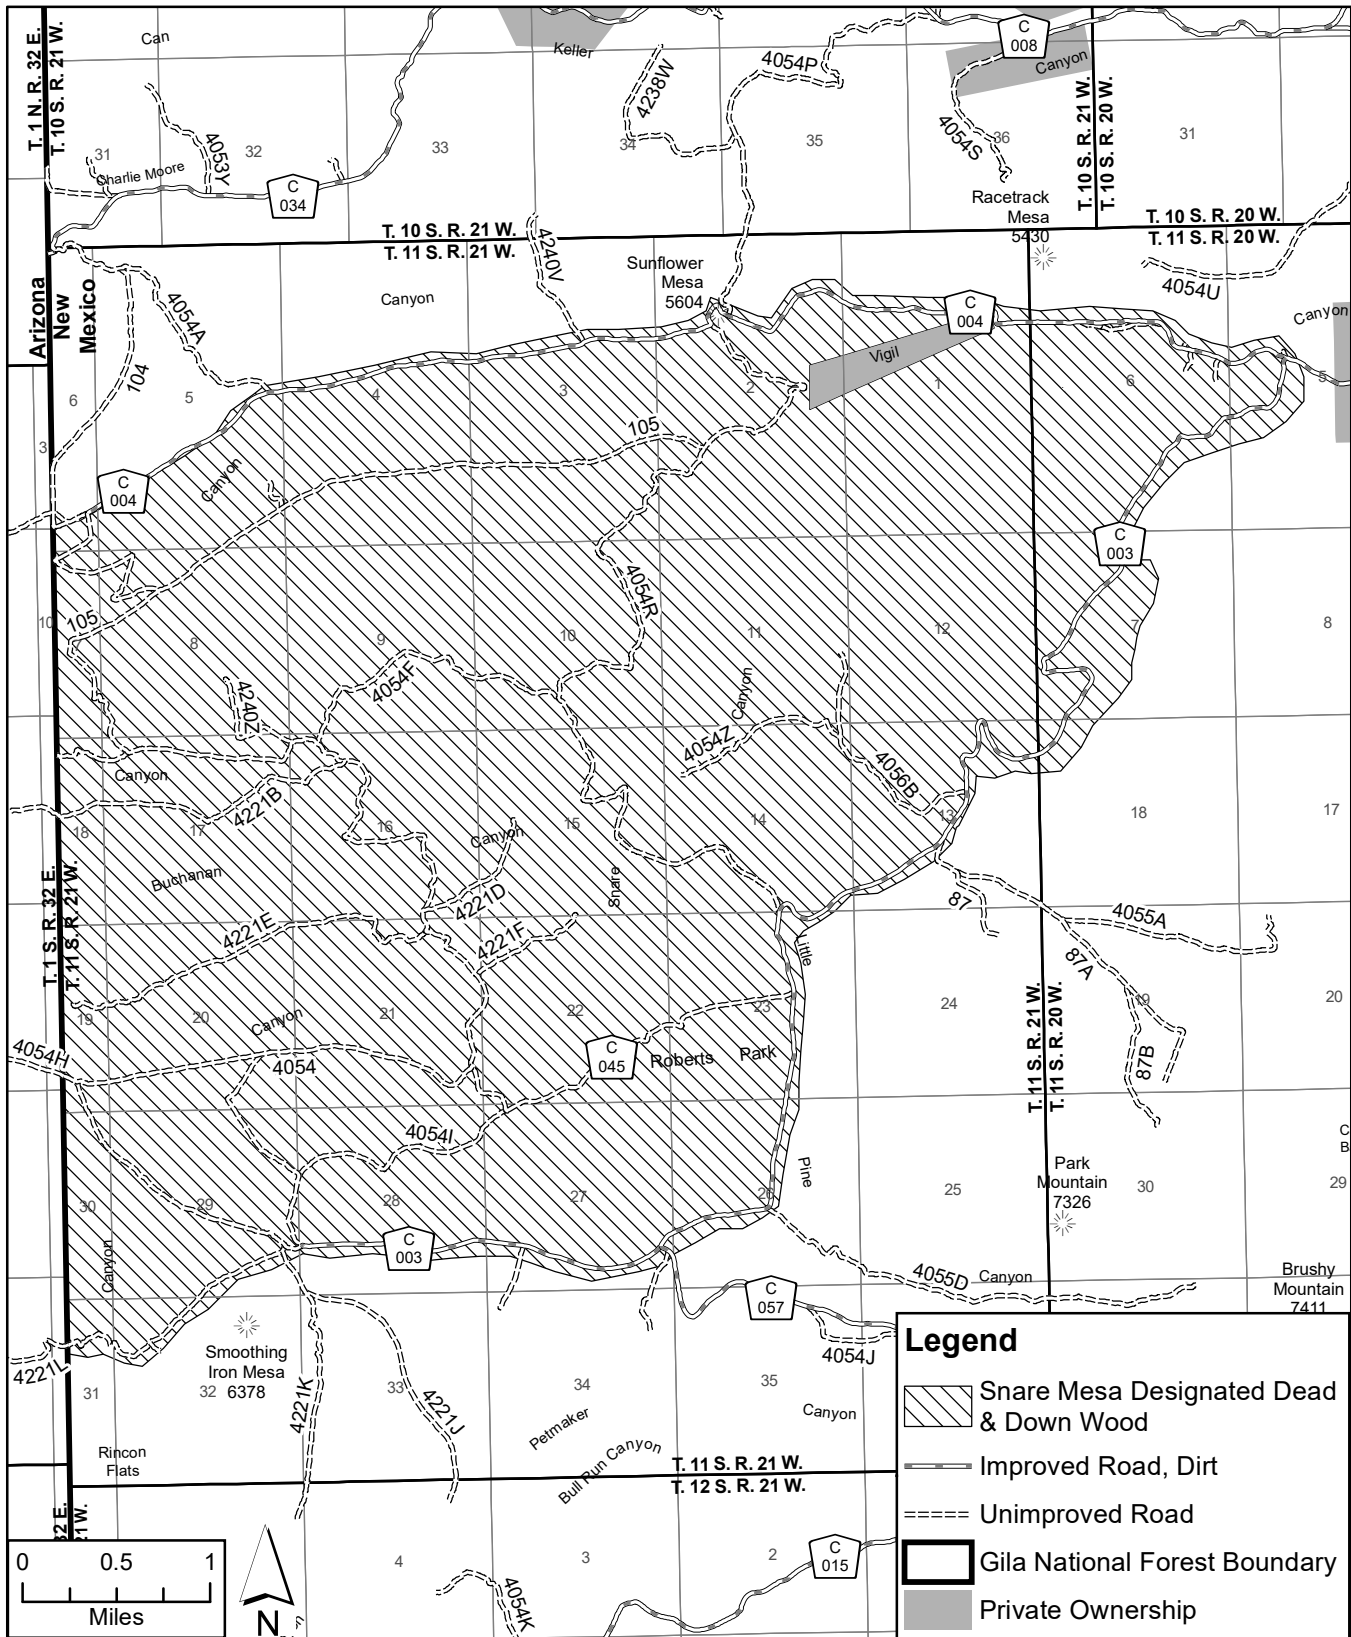 Can
Keller
4238W
4054P
C
008
Canyon
T. 1 N. R. 32 E.
T. 10 S. R. 21 W.
31
4053Y
32
33
34
35
4054S
36
T. 10 S. R. 21 W.
T. 10 S. R. 20 W.
31
Charlie Moore
C
034
Racetrack
Mesa
5430
T. 10 S. R. 21 W.
T. 11 S. R. 21 W.
T. 10 S. R. 20 W.
T. 11 S. R. 20 W.
4240V
Sunflower
Mesa
5604
4054U
Arizona
New
Mexico
4054A
Canyon
C
004
Canyon
Vigil
104
6
5
4
3
2
1
6
5
3
105
C
004
Canyon
C
003
4054R
105
10
8
9
10
11
12
7
8
4054F
4240Z
Canyon
4054Z
4056B
Canyon
4221B
18
17
16
Canyon
15
14
13
18
17
Buchanan
Snare
T. 1 S. R. 32 E.
T. 11 S. R. 21 W.
4221D
87
4055A
4221E
4221F
Little
87A
19
20
Canyon
21
22
23
24
19
20
T. 11 S. R. 21 W.
T. 11 S. R. 20 W.
4054H
4054
C
045
Roberts Park
87B
4054I
C
B
Pine
Park
Mountain
7326
30
29
28
27
26
25
30
29
Canyon
C
003
4055D
Canyon
Brushy
Mountain
7411
C
057
4221L
Smoothing
Iron Mesa
6378
4054J
31
32
33
34
35
4221K
4221J
Petmaker
Canyon
Rincon
Flats
Bull Run Canyon
T. 11 S. R. 21 W.
T. 12 S. R. 21 W.
32 E.
21 W.
4
3
2
C
015
4054K
0 0.5 1
Miles
N
Legend
Snare Mesa Designated Dead
& Down Wood
Improved Road, Dirt
Unimproved Road
Gila National Forest Boundary
Private Ownership